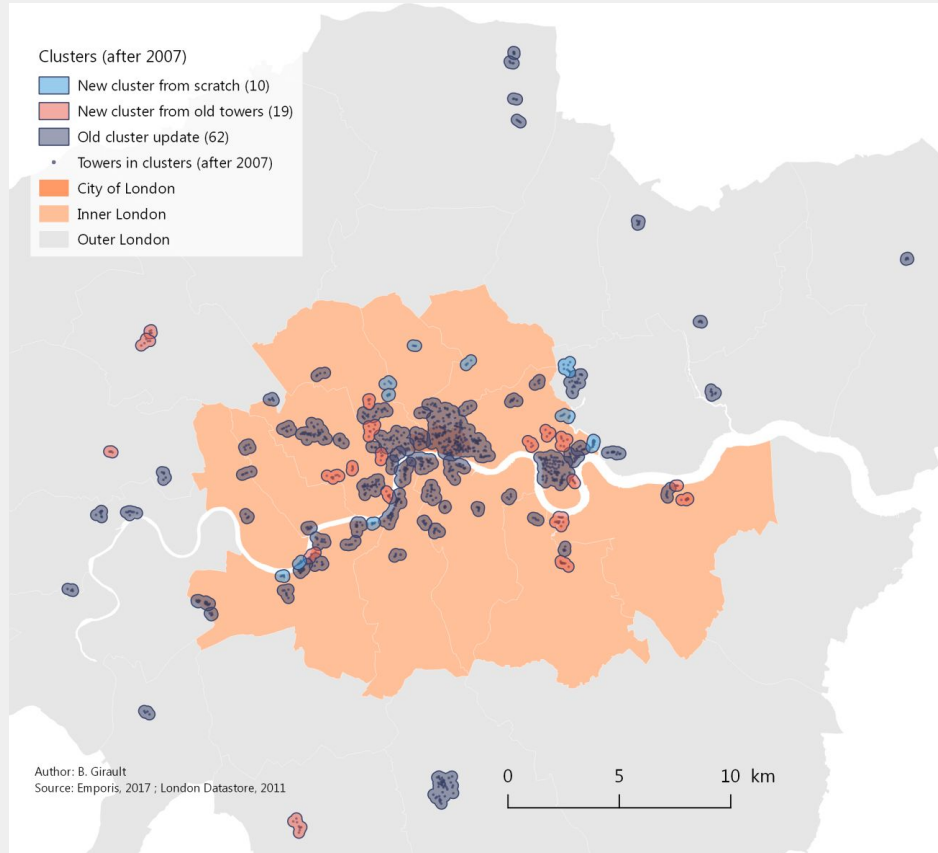 Clusters (after 2007)
New cluster from scratch (10)
New cluster from old towers (19)
Old cluster update (62)
Towers in clusters (after 2007)
City of London
Inner London
Outer London
Author: B. Girault
Source: Emporis, 2017 ; London Datastore, 2011
0 5 10 km